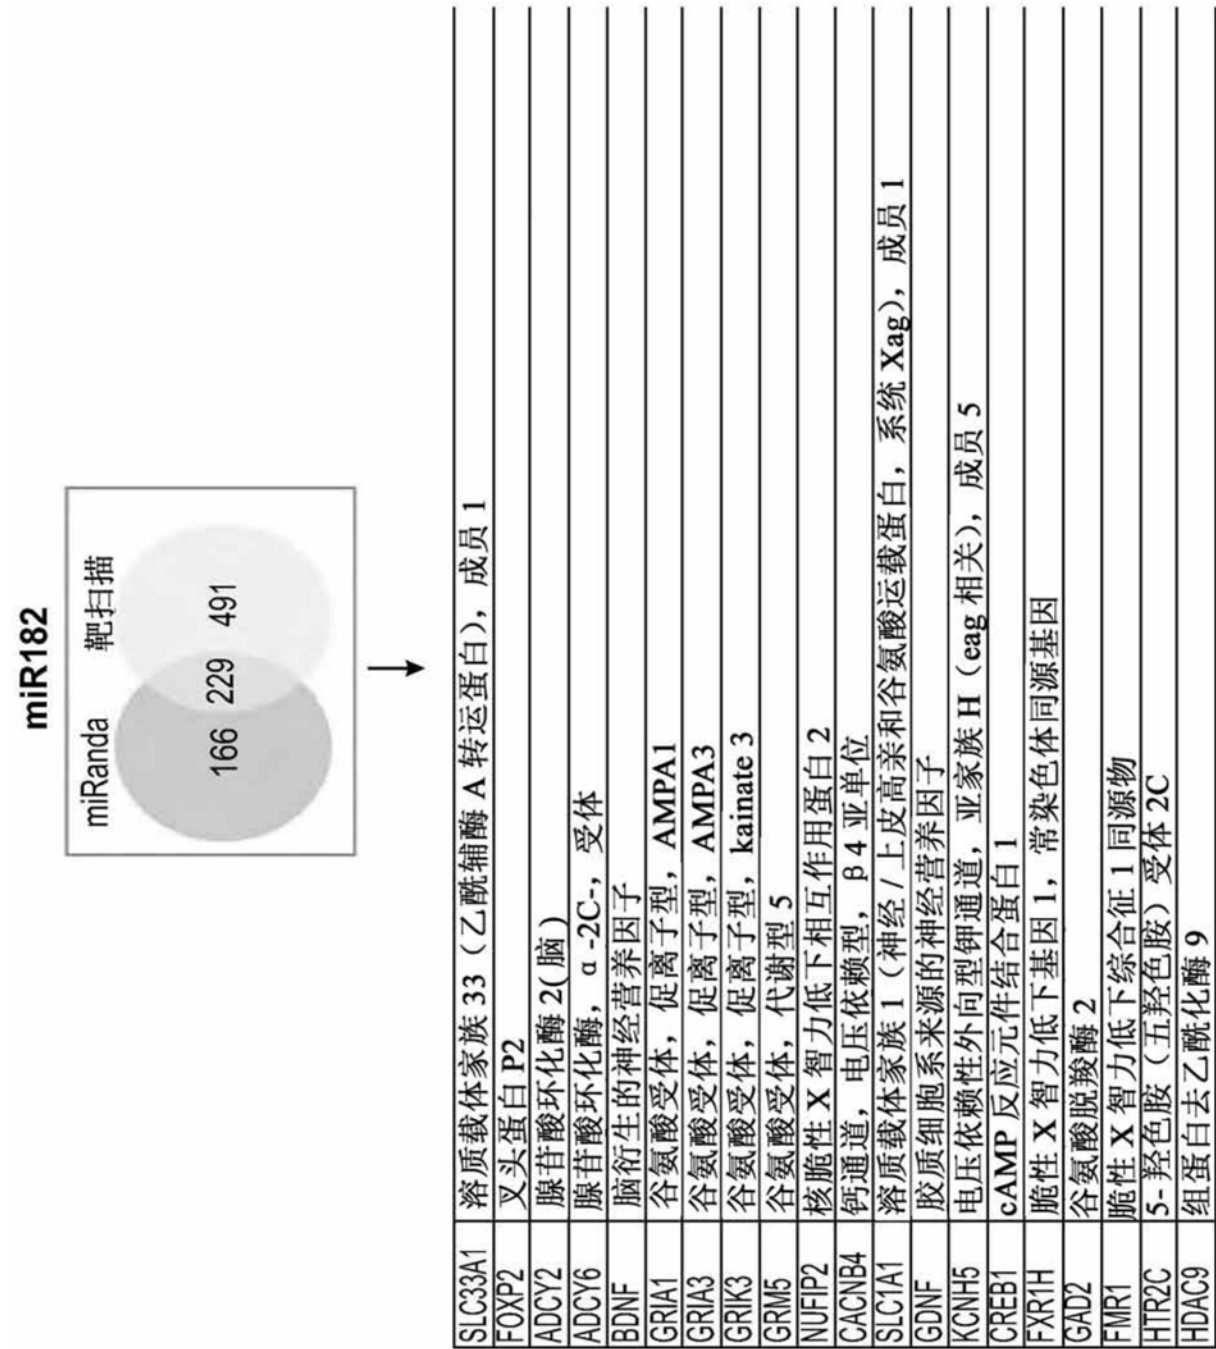 miR182
miRanda 靶扫描
166 229 491
SLC33A1 溶质载体家族 33（乙酰辅酶 A 转运蛋白），成员 1
FOXP2 叉头蛋白 P2
ADCY2 腺苷酸环化酶 2(脑)
ADCY6 腺苷酸环化酶，α-2C-，受体
BDNF 脑衍生的神经营养因子
GRIA1 谷氨酸受体，促离子型，AMPA1
GRIA3 谷氨酸受体，促离子型，AMPA3
GRIK3 谷氨酸受体，促离子型，kainate 3
GRM5 谷氨酸受体，代谢型 5
NUFIP2 核脆性 X 智力低下相互作用蛋白 2
CACNB4 钙通道，电压依赖型，β 4 亚单位
SLC1A1 溶质载体家族 1（神经/上皮高亲和谷氨酸运载蛋白，系统 Xag），成员 1
GDNF 胶质细胞系来源的神经营养因子
KCNH5 电压依赖性外向型钾通道，亚家族 H（eag 相关），成员 5
CREB1 cAMP 反应元件结合蛋白 1
FXR1H 脆性 X 智力低下基因 1，常染色体同源基因
GAD2 谷氨酸脱羧酶 2
FMR1 脆性 X 智力低下综合征 1 同源物
HTR2C 5-羟色胺（五羟色胺）受体 2C
HDAC9 组蛋白去乙酰化酶 9